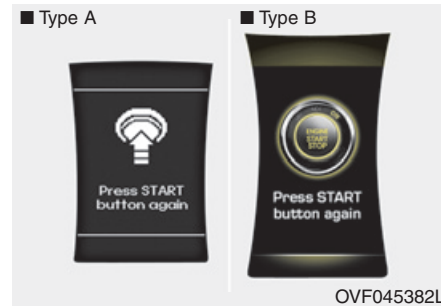 ■ Type A
■ Type B
Press START
button again
ENGINE
START
STOP
Press START
button again
OVF045382L